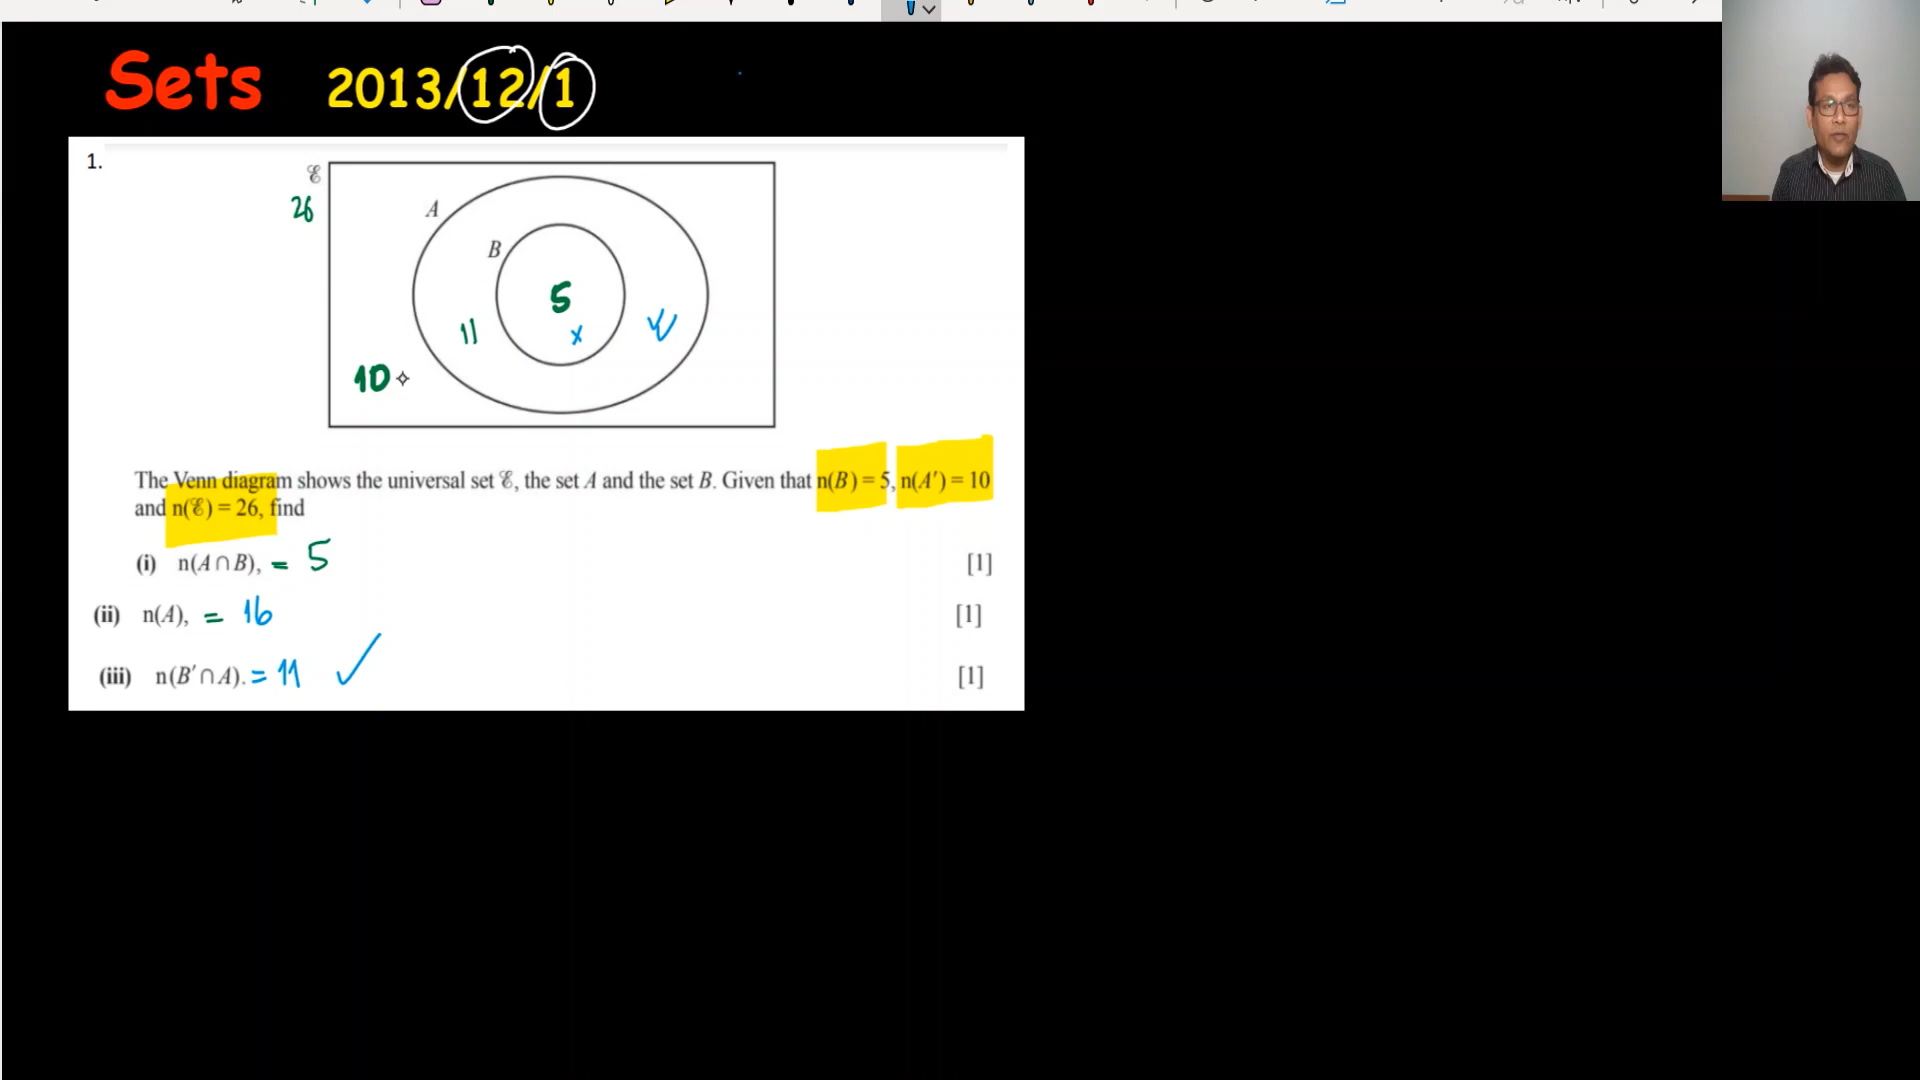 Sets 2013/12/1
1.
ℰ
26
A
B
5
11
x
10
The Venn diagram shows the universal set ℰ, the set A and the set B. Given that n(B) = 5, n(A′) = 10
and n(ℰ) = 26, find
(i) n(A∩B), = 5 [1]
(ii) n(A), = 16 [1]
(iii) n(B′∩A). = 11 ✓ [1]